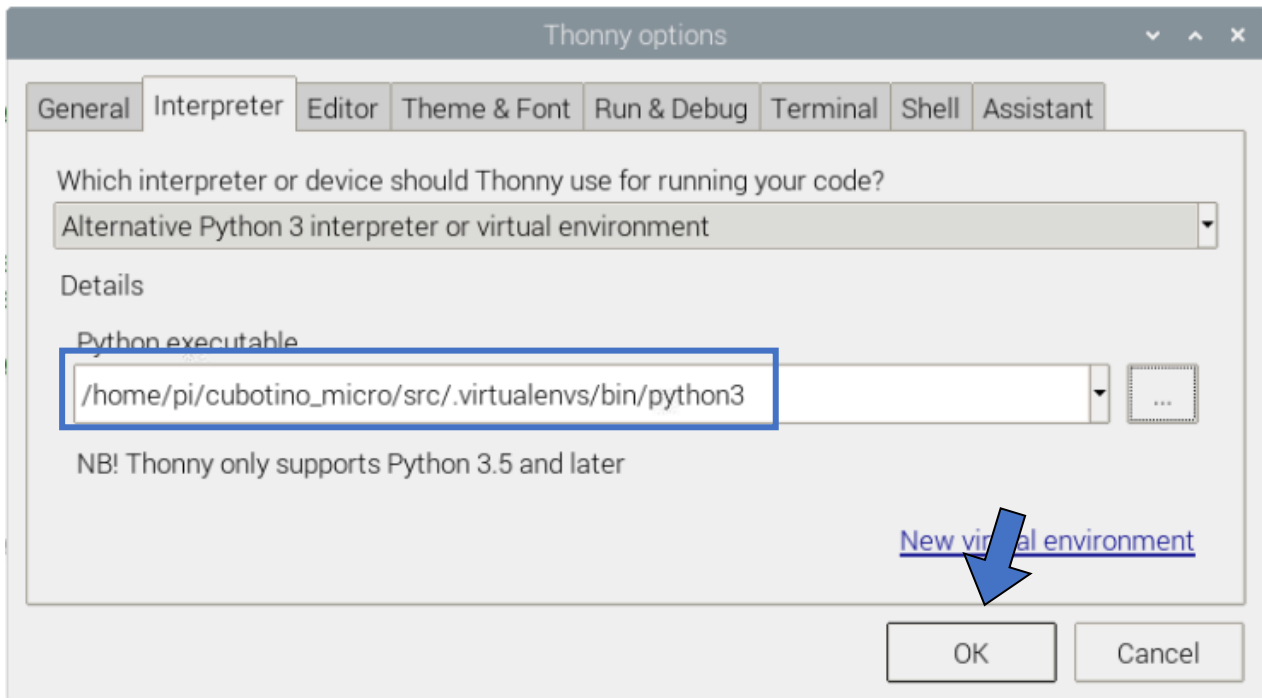 Thonny options
General Interpreter Editor Theme & Font Run & Debug Terminal Shell Assistant
Which interpreter or device should Thonny use for running your code?
Alternative Python 3 interpreter or virtual environment
Details
Python executable
/home/pi/cubotino_micro/src/.virtualenvs/bin/python3
...
NB! Thonny only supports Python 3.5 and later
New virtual environment
OK Cancel